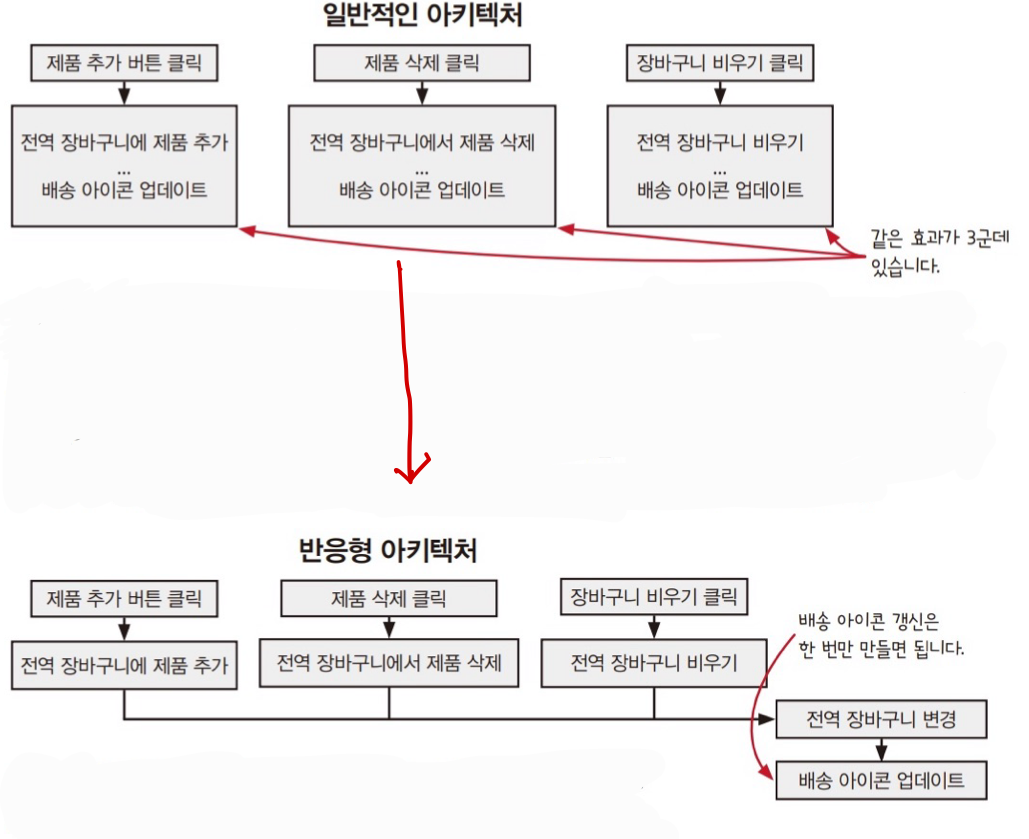 일반적인 아키텍처
제품 추가 버튼 클릭
제품 삭제 클릭
장바구니 비우기 클릭
전역 장바구니에 제품 추가
...
배송 아이콘 업데이트
전역 장바구니에서 제품 삭제
...
배송 아이콘 업데이트
전역 장바구니 비우기
...
배송 아이콘 업데이트
같은 효과가 3군데
있습니다.
반응형 아키텍처
제품 추가 버튼 클릭
제품 삭제 클릭
장바구니 비우기 클릭
전역 장바구니에 제품 추가
전역 장바구니에서 제품 삭제
전역 장바구니 비우기
배송 아이콘 갱신은
한 번만 만들면 됩니다.
전역 장바구니 변경
배송 아이콘 업데이트